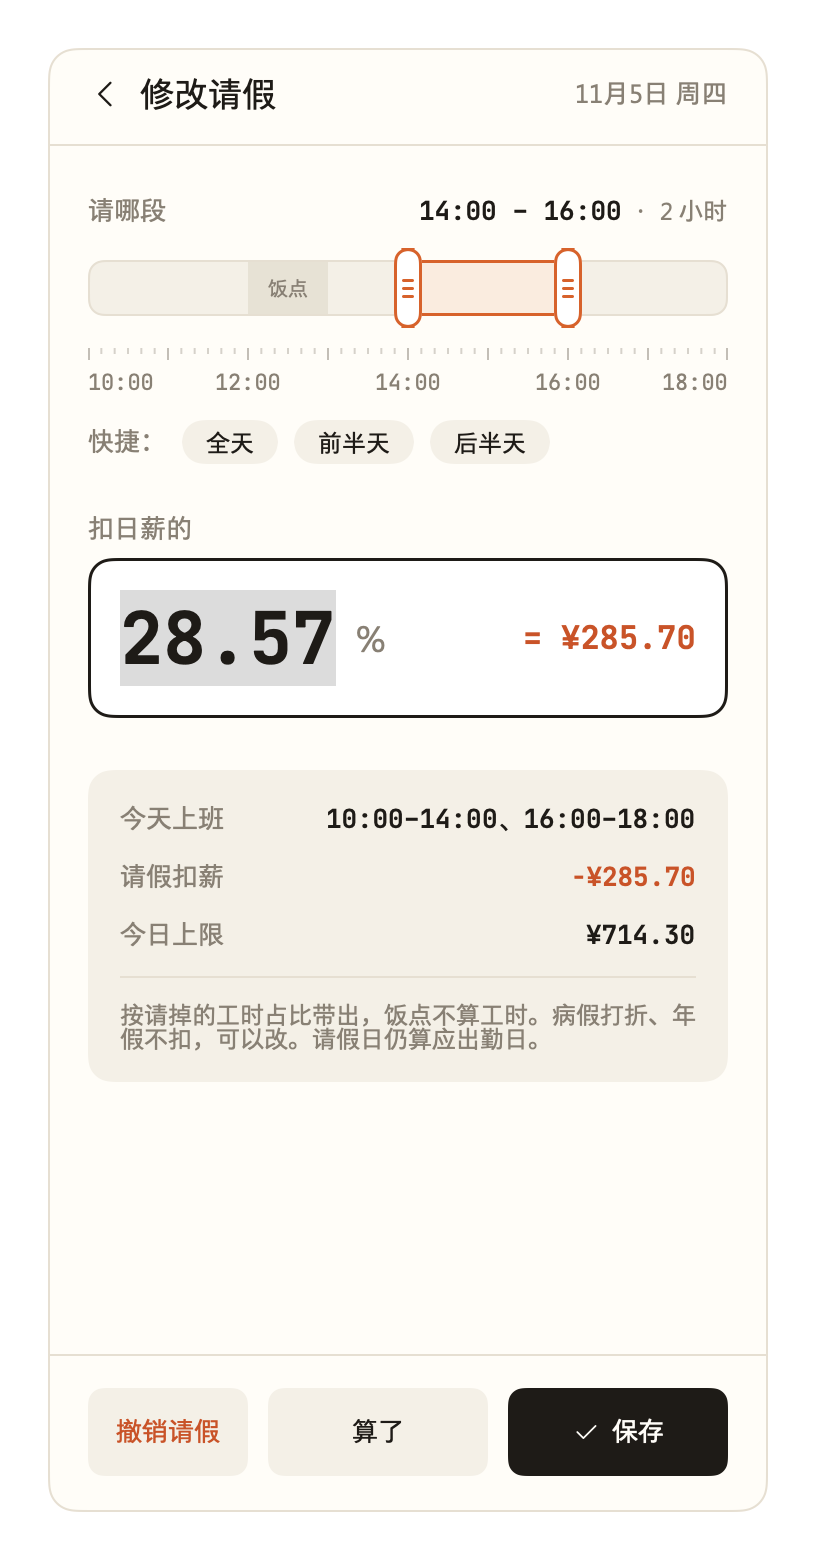 修改请假 11月5日 周四
请哪段 14:00 – 16:00 · 2 小时
饭点
10:00 12:00 14:00 16:00 18:00
快捷： 全天 前半天 后半天
扣日薪的
28.57 % = ¥285.70
今天上班 10:00–14:00、16:00–18:00
请假扣薪 -¥285.70
今日上限 ¥714.30
按请掉的工时占比带出，饭点不算工时。病假打折、年
假不扣，可以改。请假日仍算应出勤日。
撤销请假 算了 保存